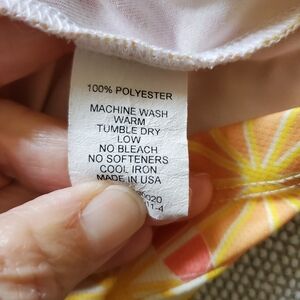 100% POLYESTER
MACHINE WASH
WARM
TUMBLE DRY
LOW
NO BLEACH
NO SOFTENERS
COOL IRON
MADE IN USA